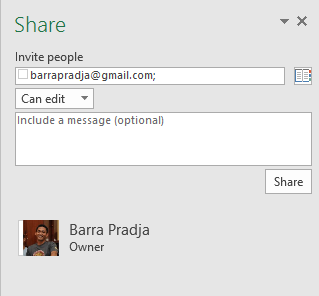 Share
Invite people
barrapradja@gmail.com;
Can edit
Include a message (optional)
Share
Barra Pradja
Owner